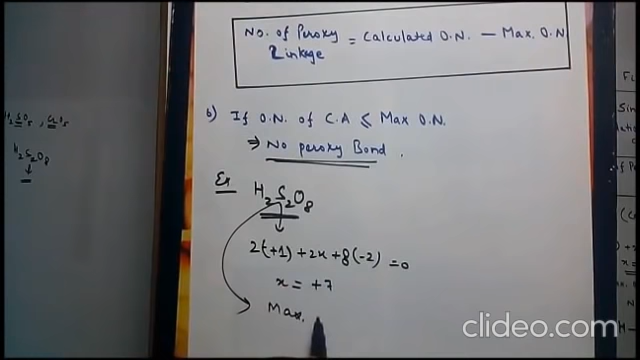 No. of Peroxy Linkage = Calculated O.N. – Max. O.N
b) If O.N. of C.A ≤ Max O.N.
⇒ No peroxy Bond.
Ex H₂S₂O₈
2(+1) + 2x + 8(-2) = 0
x = +7
Max.
H₂S₂O₈
clideo.com